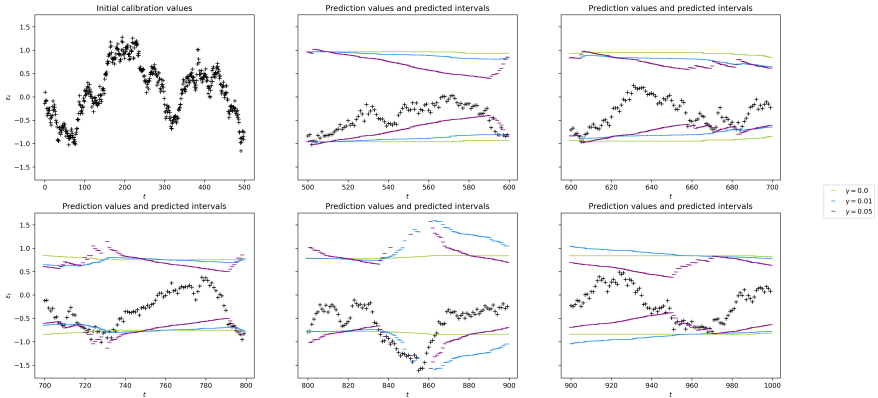 Initial calibration values
Prediction values and predicted intervals
Prediction values and predicted intervals
1.5
1.0
0.5
0.0
−0.5
−1.0
−1.5
εt
0 100 200 300 400 500
500 520 540 560 580 600
600 620 640 660 680 700
t
t
t
γ = 0.0
γ = 0.01
γ = 0.05
Prediction values and predicted intervals
Prediction values and predicted intervals
Prediction values and predicted intervals
1.5
1.0
0.5
0.0
−0.5
−1.0
−1.5
εt
700 720 740 760 780 800
800 820 840 860 880 900
900 920 940 960 980 1000
t
t
t